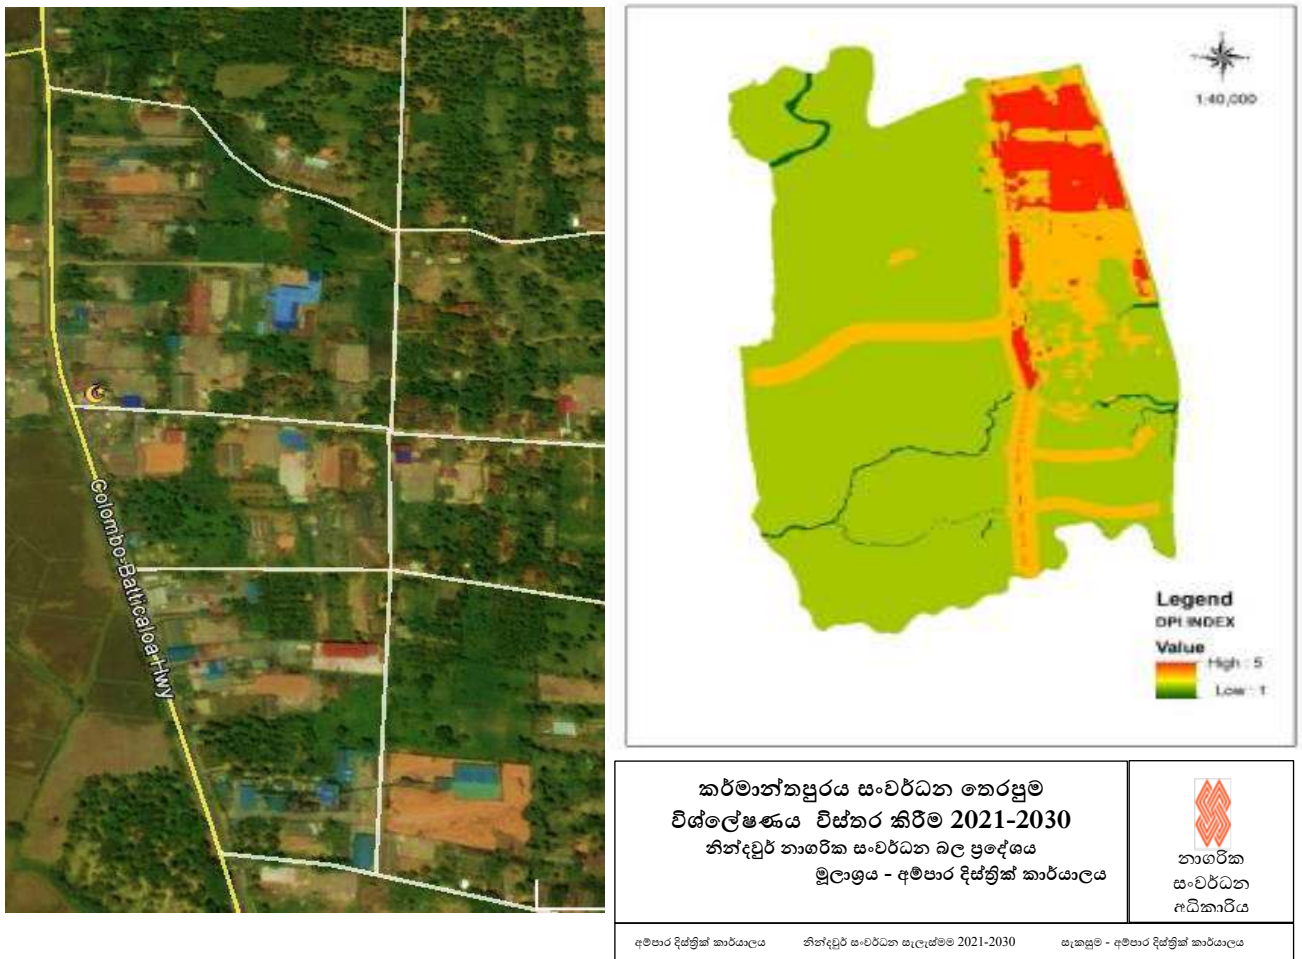 Colombo-Batticaloa Hwy
1:40,000
Legend
DPI INDEX
Value
High : 5
Low : 1
කර්මාන්තපුරය සංවර්ධන තෙරපුම
විශ්ලේෂණය විස්තර කිරීම 2021-2030
නින්දවුර් නාගරික සංවර්ධන බල ප්‍රදේශය
මූලාශ්‍රය - අම්පාර දිස්ත්‍රික් කාර්යාලය
නාගරික
සංවර්ධන
අධිකාරිය
අම්පාර දිස්ත්‍රික් කාර්යාලය නින්දවුර් සංවර්ධන සැලැස්මම 2021-2030 සැකසුම - අම්පාර දිස්ත්‍රික් කාර්යාලය